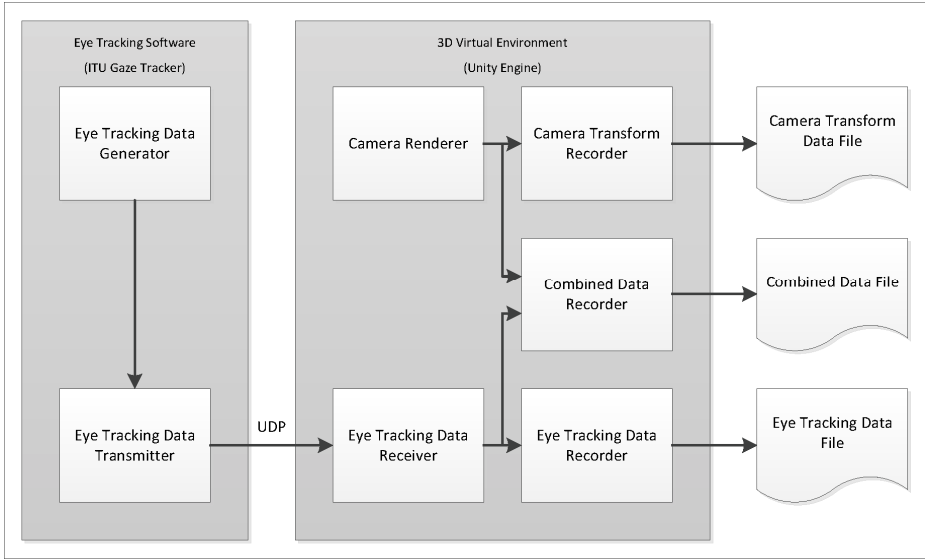 Eye Tracking Software
(ITU Gaze Tracker)
Eye Tracking Data
Generator
Eye Tracking Data
Transmitter
UDP
3D Virtual Environment
(Unity Engine)
Camera Renderer
Camera Transform
Recorder
Combined Data
Recorder
Eye Tracking Data
Receiver
Eye Tracking Data
Recorder
Camera Transform
Data File
Combined Data File
Eye Tracking Data
File